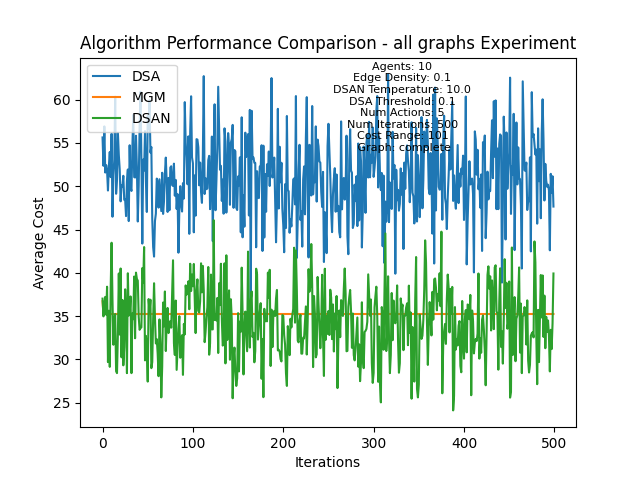 Algorithm Performance Comparison - all graphs Experiment
DSA
MGM
DSAN
Agents: 10
Edge Density: 0.1
DSAN Temperature: 10.0
DSA Threshold: 0.1
Num Actions: 5
Num Iterations: 500
Cost Range: 101
Graph: complete
Average Cost
60
55
50
45
40
35
30
25
0
100
200
300
400
500
Iterations